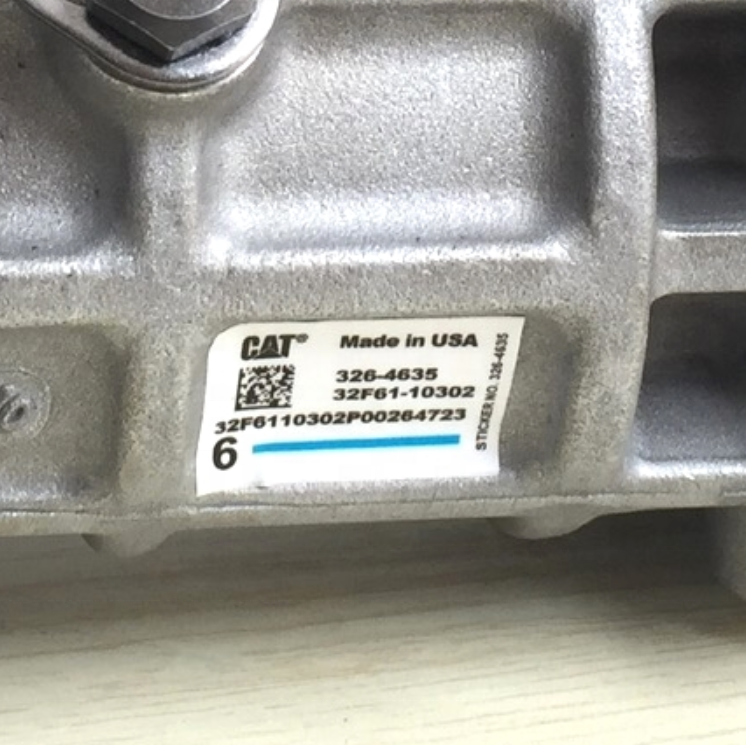 CAT® Made in USA
326-4635
32F61-10302
32F6110302P00264723
6
STICKER NO. 326-4635